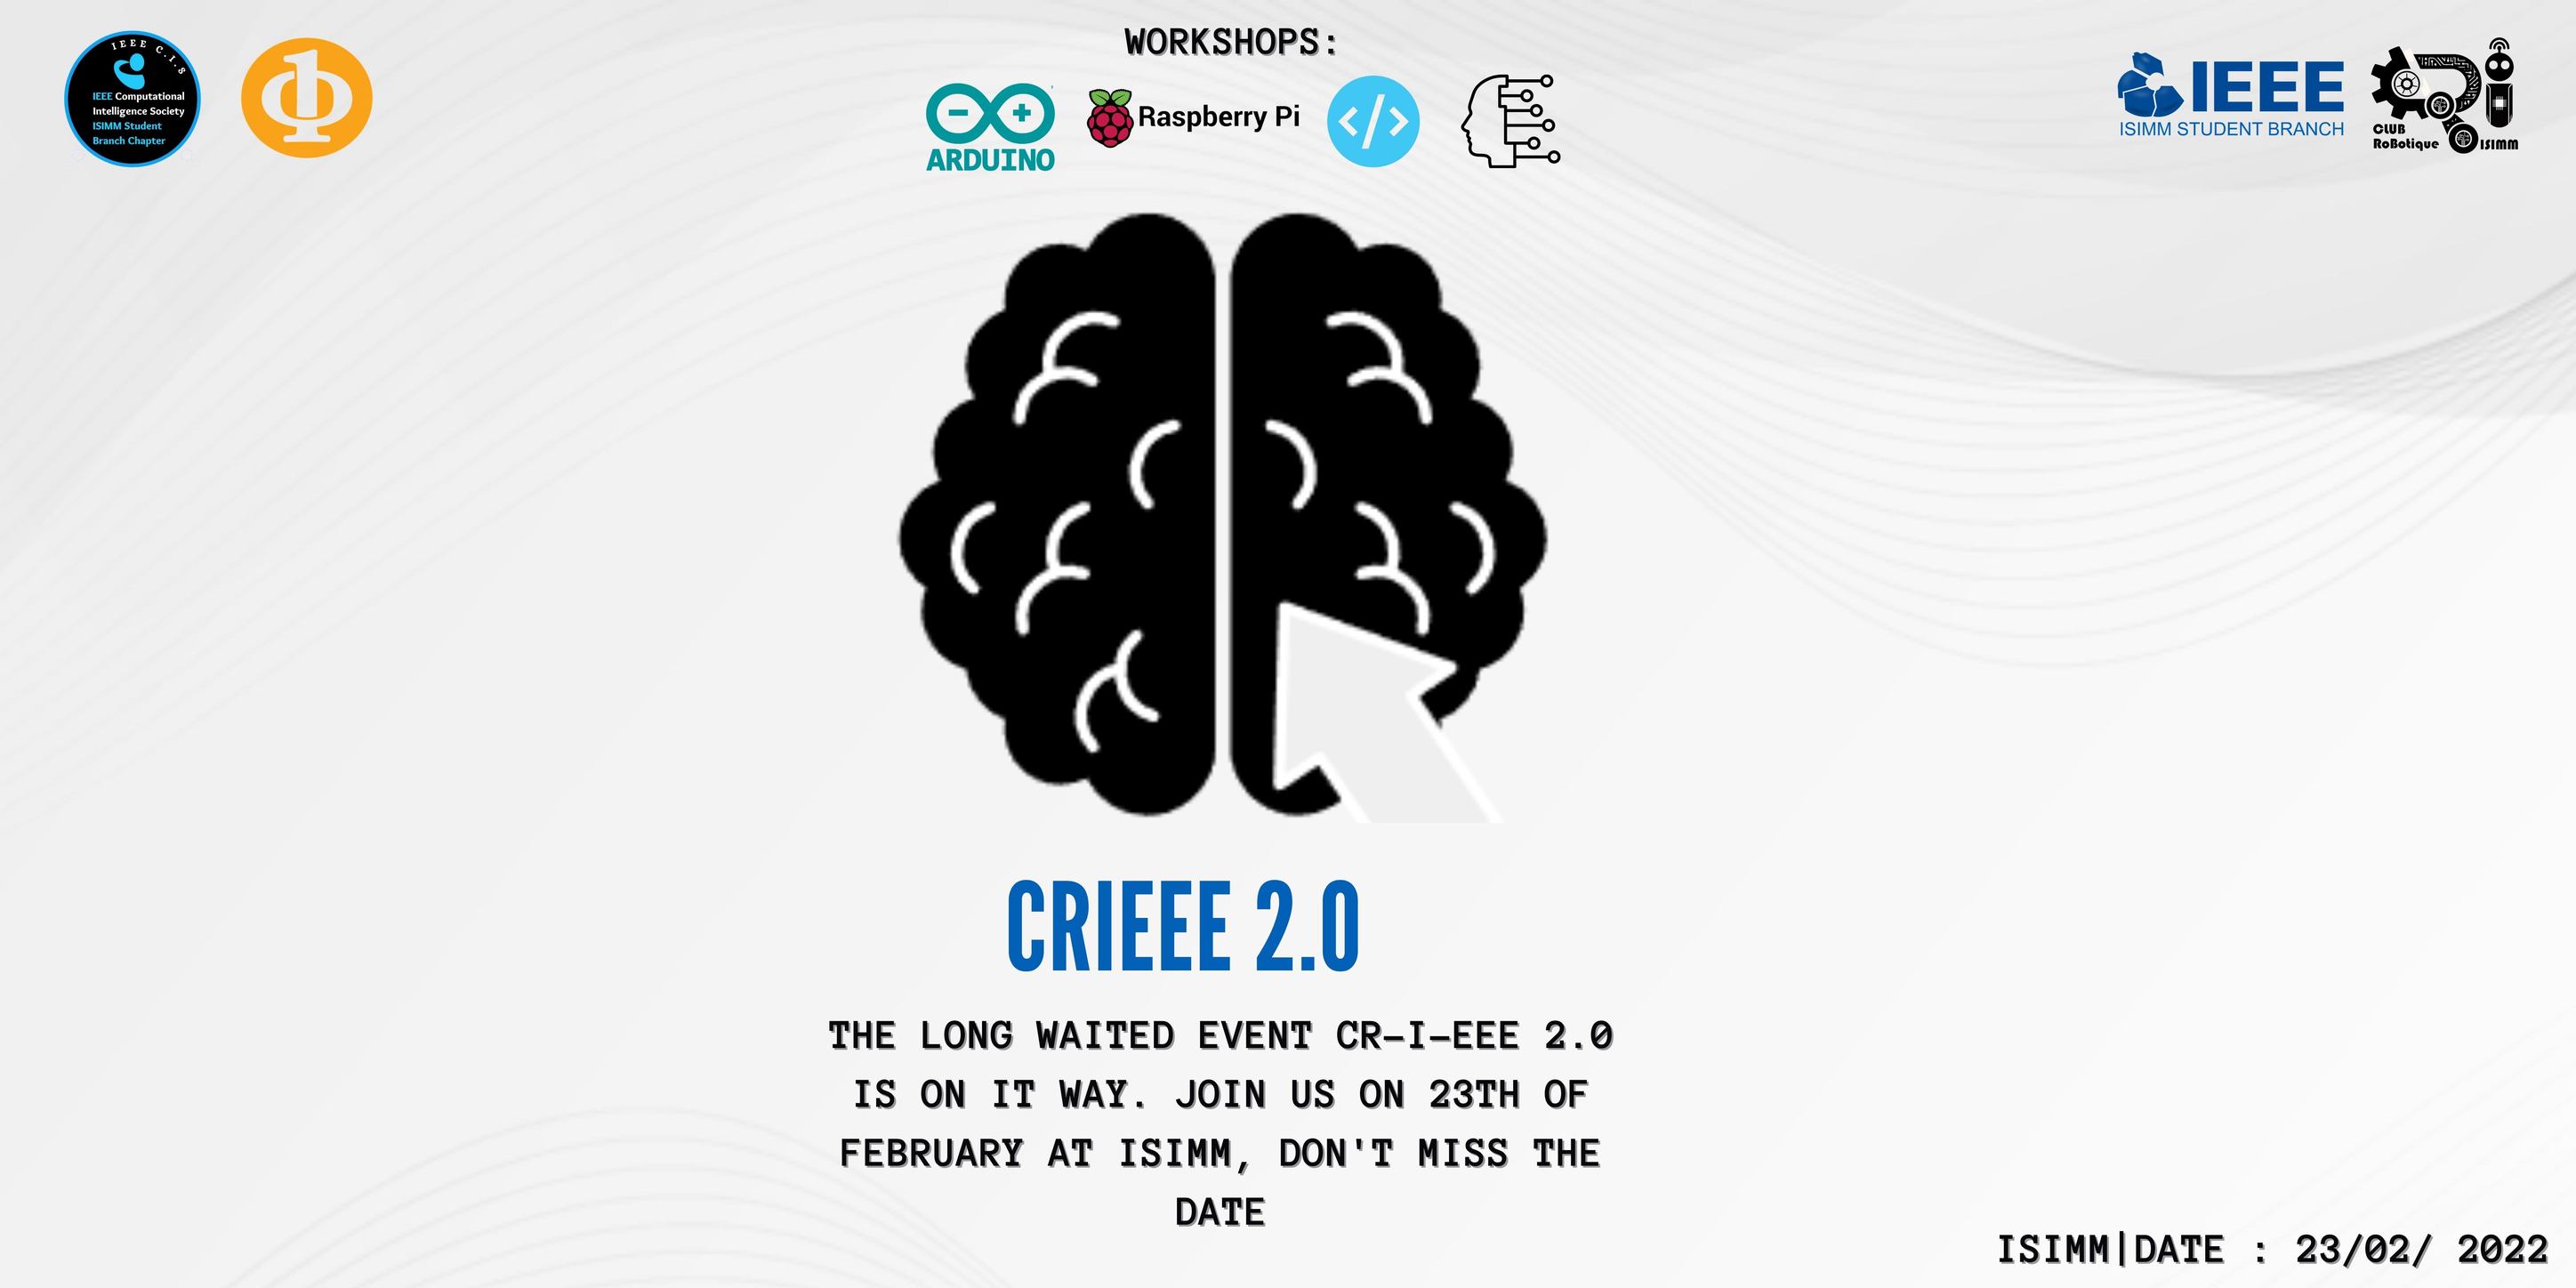 IEEE C.I.S
IEEE Computational
Intelligence Society
ISIMM Student
Branch Chapter
WORKSHOPS:
ARDUINO
Raspberry Pi
</>
IEEE
ISIMM STUDENT BRANCH
CLUB
RoBotique
ISIMM
CRIEEE 2.0
THE LONG WAITED EVENT CR-I-EEE 2.0
IS ON IT WAY. JOIN US ON 23TH OF
FEBRUARY AT ISIMM, DON'T MISS THE
DATE
ISIMM|DATE : 23/02/ 2022